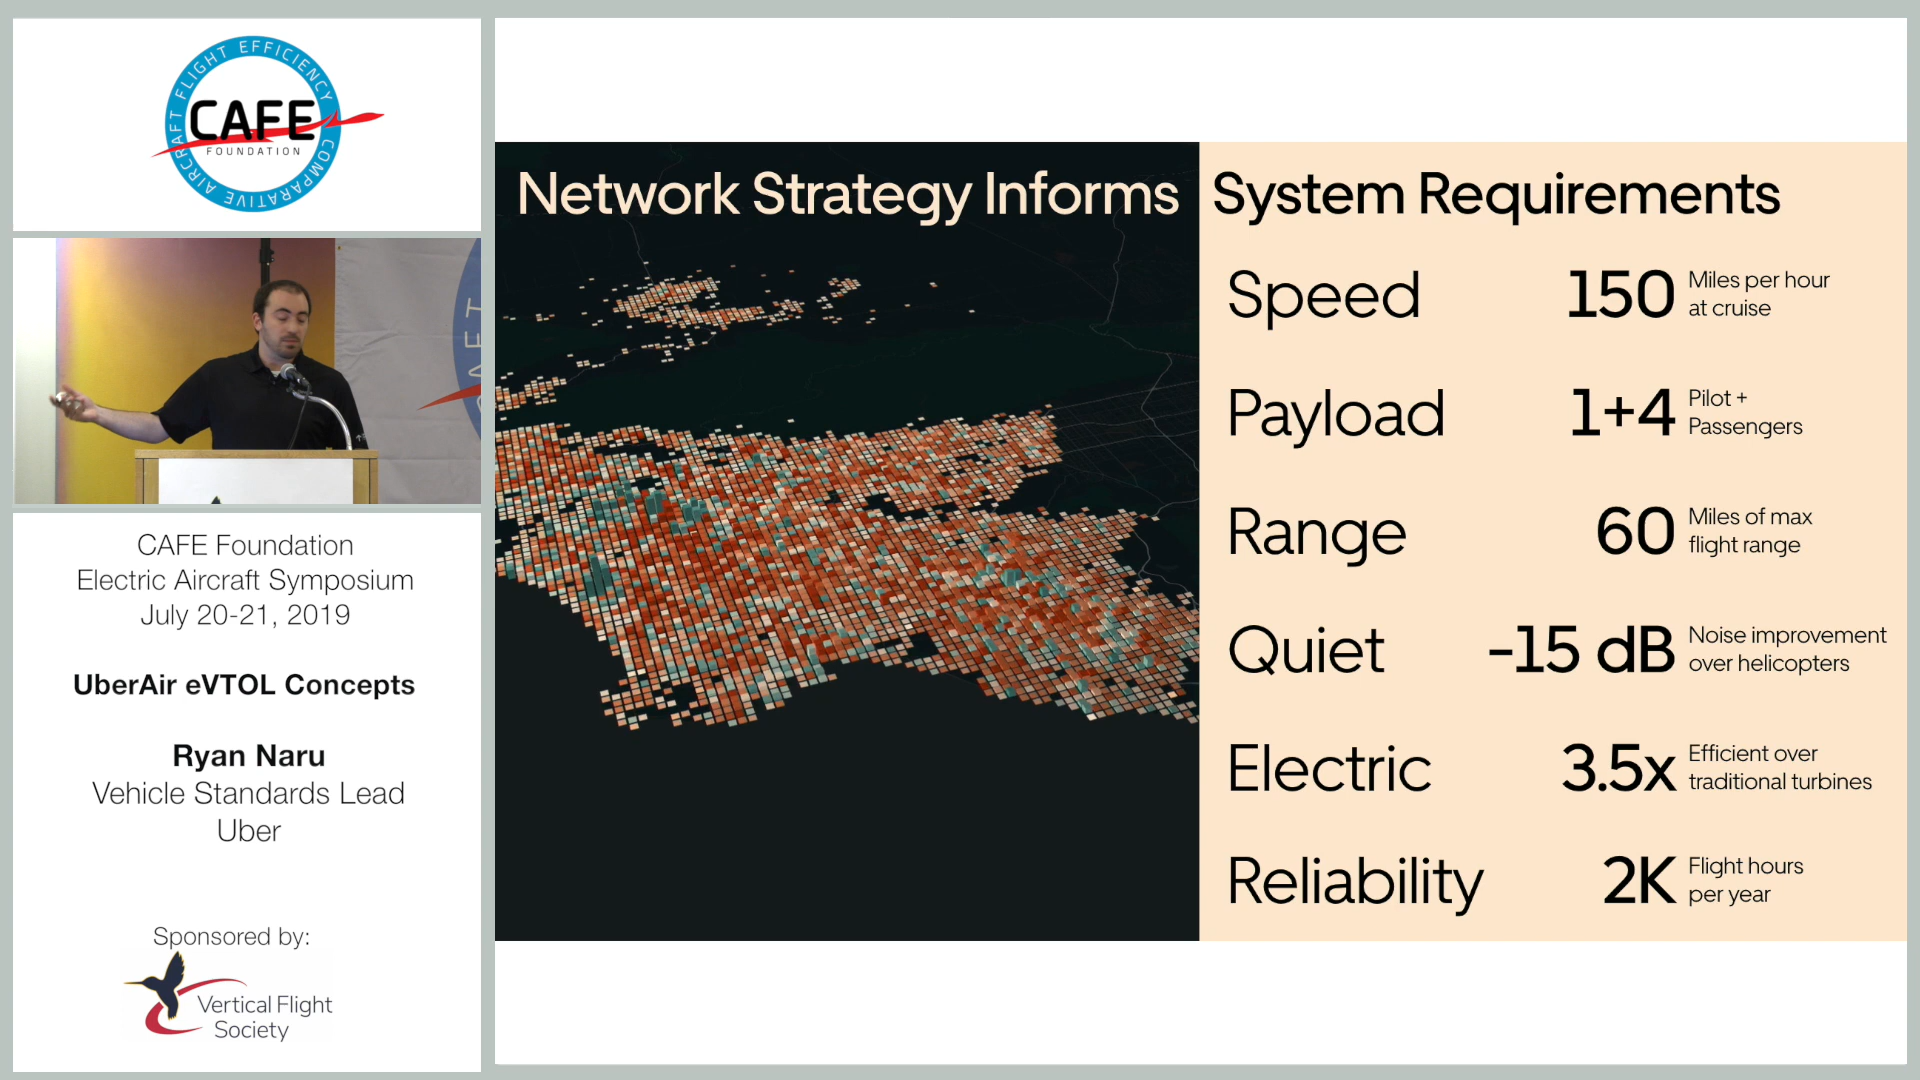 COMPARATIVE AIRCRAFT FLIGHT EFFICIENCY
CAFE
FOUNDATION
CAFE Foundation
Electric Aircraft Symposium
July 20-21, 2019
UberAir eVTOL Concepts
Ryan Naru
Vehicle Standards Lead
Uber
Sponsored by:
Vertical Flight
Society
Network Strategy Informs System Requirements
Speed 150 Miles per hour
at cruise
Payload 1+4 Pilot +
Passengers
Range 60 Miles of max
flight range
Quiet -15 dB Noise improvement
over helicopters
Electric 3.5x Efficient over
traditional turbines
Reliability 2K Flight hours
per year